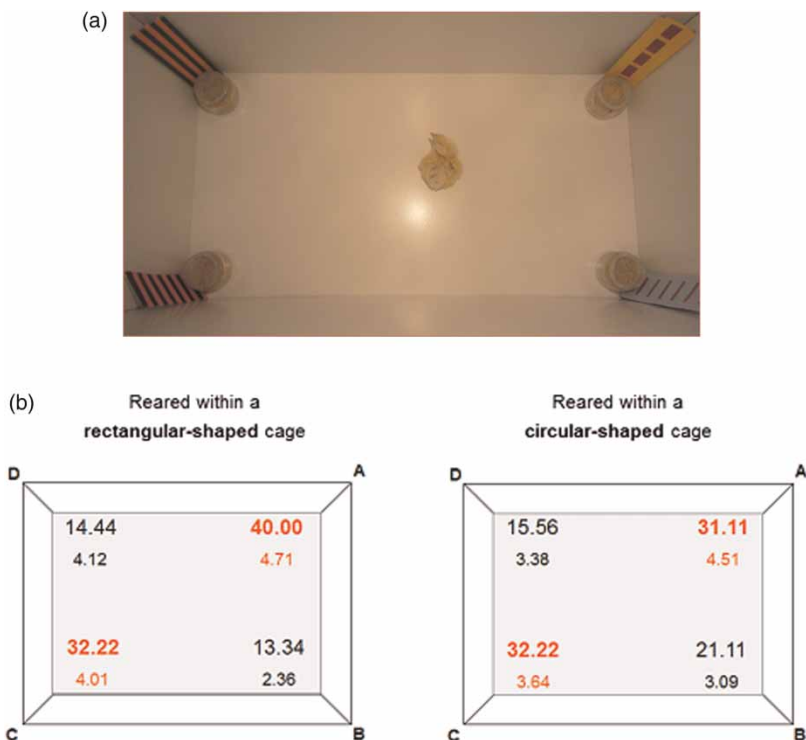 (a)
(b)
Reared within a
rectangular-shaped cage
D A
14.44 40.00
4.12 4.71
32.22 13.34
4.01 2.36
C B
Reared within a
circular-shaped cage
D A
15.56 31.11
3.38 4.51
32.22 21.11
3.64 3.09
C B